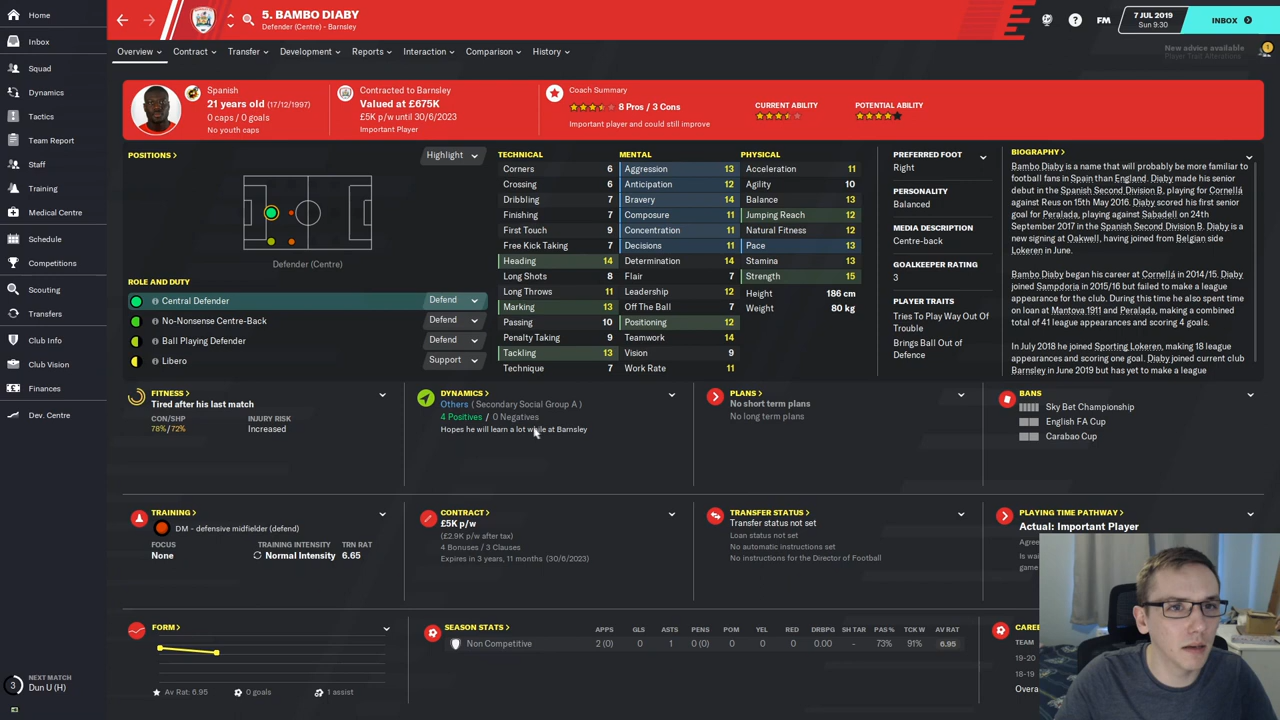 Home
Inbox
Squad
Dynamics
Tactics
Team Report
Staff
Training
Medical Centre
Schedule
Competitions
Scouting
Transfers
Club Info
Club Vision
Finances
Dev. Centre
3
NEXT MATCH
Dun U (H)
5. BAMBO DIABY
Defender (Centre) - Barnsley
FM
7 JUL 2019
Sun 9:30
INBOX
Overview
Contract
Transfer
Development
Reports
Interaction
Comparison
History
New advice available
Player Trait Alterations
1
Spanish
21 years old (17/12/1997)
0 caps / 0 goals
No youth caps
Contracted to Barnsley
Valued at £675K
£5K p/w until 30/6/2023
Important Player
Coach Summary
8 Pros / 3 Cons
Important player and could still improve
CURRENT ABILITY
POTENTIAL ABILITY
POSITIONS
Highlight
Defender (Centre)
ROLE AND DUTY
Central Defender Defend
No-Nonsense Centre-Back Defend
Ball Playing Defender Defend
Libero Support
TECHNICAL
Corners 6
Crossing 6
Dribbling 7
Finishing 7
First Touch 9
Free Kick Taking 7
Heading 14
Long Shots 8
Long Throws 11
Marking 13
Passing 10
Penalty Taking 9
Tackling 13
Technique 7
MENTAL
Aggression 13
Anticipation 12
Bravery 14
Composure 11
Concentration 11
Decisions 11
Determination 14
Flair 7
Leadership 12
Off The Ball 7
Positioning 12
Teamwork 14
Vision 9
Work Rate 11
PHYSICAL
Acceleration 11
Agility 10
Balance 13
Jumping Reach 12
Natural Fitness 12
Pace 13
Stamina 13
Strength 15
Height 186 cm
Weight 80 kg
PREFERRED FOOT
Right
PERSONALITY
Balanced
MEDIA DESCRIPTION
Centre-back
GOALKEEPER RATING
3
PLAYER TRAITS
Tries To Play Way Out Of
Trouble
Brings Ball Out of
Defence
BIOGRAPHY
Bambo Diaby is a name that will probably be more familiar to
football fans in Spain than England. Diaby made his senior
debut in the Spanish Second Division B, playing for Cornellá
against Reus on 15th May 2016. Diaby scored his first senior
goal for Peralada, playing against Sabadell on 24th
September 2017 in the Spanish Second Division B. Diaby is
a new signing at Oakwell, having joined from Belgian side
Lokeren in June.
Bambo Diaby began his career at Cornellá in 2014/15. Diaby
joined Sampdoria in 2015/16 but failed to make a league
appearance for the club. During this time he also spent time
on loan at Mantova 1911 and Peralada, making a combined
total of 41 league appearances and scoring 4 goals.
In July 2018 he joined Sporting Lokeren, making 18 league
appearances and scoring one goal. Diaby joined current club
Barnsley in June 2019 but has yet to make a league
FITNESS
Tired after his last match
CON/SHP
78%/72%
INJURY RISK
Increased
DYNAMICS
Others ( Secondary Social Group A )
4 Positives / 0 Negatives
Hopes he will learn a lot while at Barnsley
PLANS
No short term plans
No long term plans
BANS
Sky Bet Championship
English FA Cup
Carabao Cup
TRAINING
DM - defensive midfielder (defend)
FOCUS
None
TRAINING INTENSITY
Normal Intensity
TRN RAT
6.65
CONTRACT
£5K p/w
(£2.9K p/w after tax)
4 Bonuses / 3 Clauses
Expires in 3 years, 11 months (30/6/2023)
TRANSFER STATUS
Transfer status not set
Loan status not set
No automatic instructions set
No instructions for the Director of Football
PLAYING TIME PATHWAY
Actual: Important Player
FORM
Av Rat: 6.95
0 goals
1 assist
SEASON STATS
APPS GLS ASTS PENS POM YEL RED DRBPG SH TAR PAS % TCK W AV RAT
Non Competitive 2 (0) 0 1 0 (0) 0 0 0 0.00 - 73% 91% 6.95
TEAM
19-20
18-19